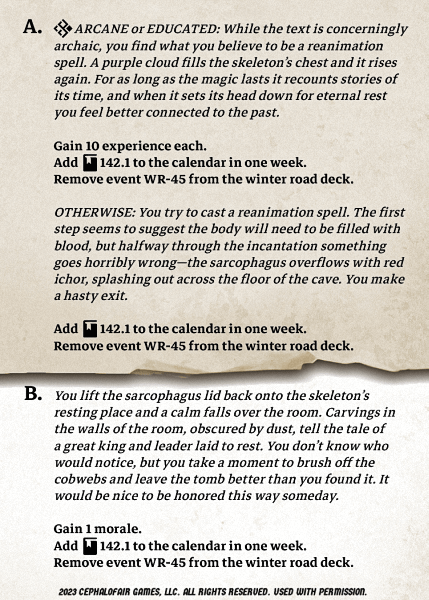 A. ARCANE or EDUCATED: While the text is concerningly
archaic, you find what you believe to be a reanimation
spell. A purple cloud fills the skeleton's chest and it rises
again. For as long as the magic lasts it recounts stories of
its time, and when it sets its head down for eternal rest
you feel better connected to the past.
Gain 10 experience each.
Add 142.1 to the calendar in one week.
Remove event WR-45 from the winter road deck.
OTHERWISE: You try to cast a reanimation spell. The first
step seems to suggest the body will need to be filled with
blood, but halfway through the incantation something
goes horribly wrong—the sarcophagus overflows with red
ichor, splashing out across the floor of the cave. You make
a hasty exit.
Add 142.1 to the calendar in one week.
Remove event WR-45 from the winter road deck.
B. You lift the sarcophagus lid back onto the skeleton's
resting place and a calm falls over the room. Carvings in
the walls of the room, obscured by dust, tell the tale of
a great king and leader laid to rest. You don't know who
would notice, but you take a moment to brush off the
cobwebs and leave the tomb better than you found it. It
would be nice to be honored this way someday.
Gain 1 morale.
Add 142.1 to the calendar in one week.
Remove event WR-45 from the winter road deck.
2023 CEPHALOFAIR GAMES, LLC. ALL RIGHTS RESERVED. USED WITH PERMISSION.